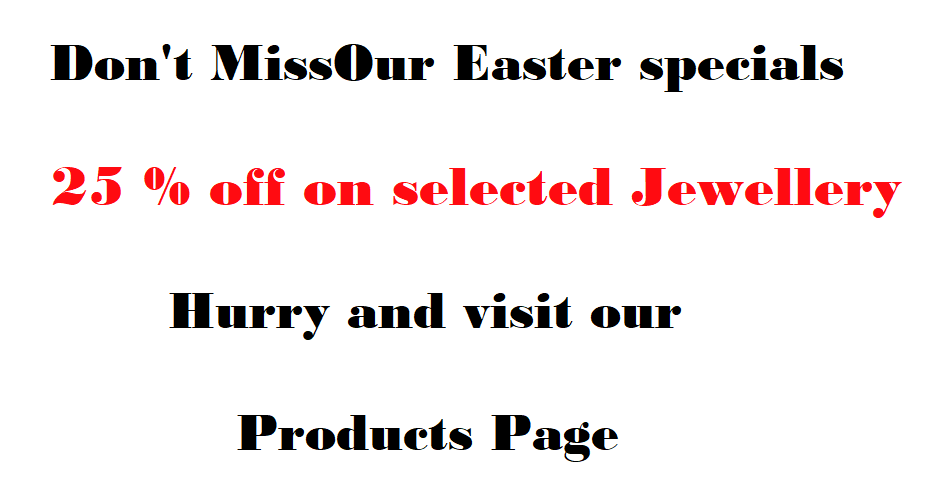 Don't MissOur Easter specials
25 % off on selected Jewellery
Hurry and visit our
Products Page